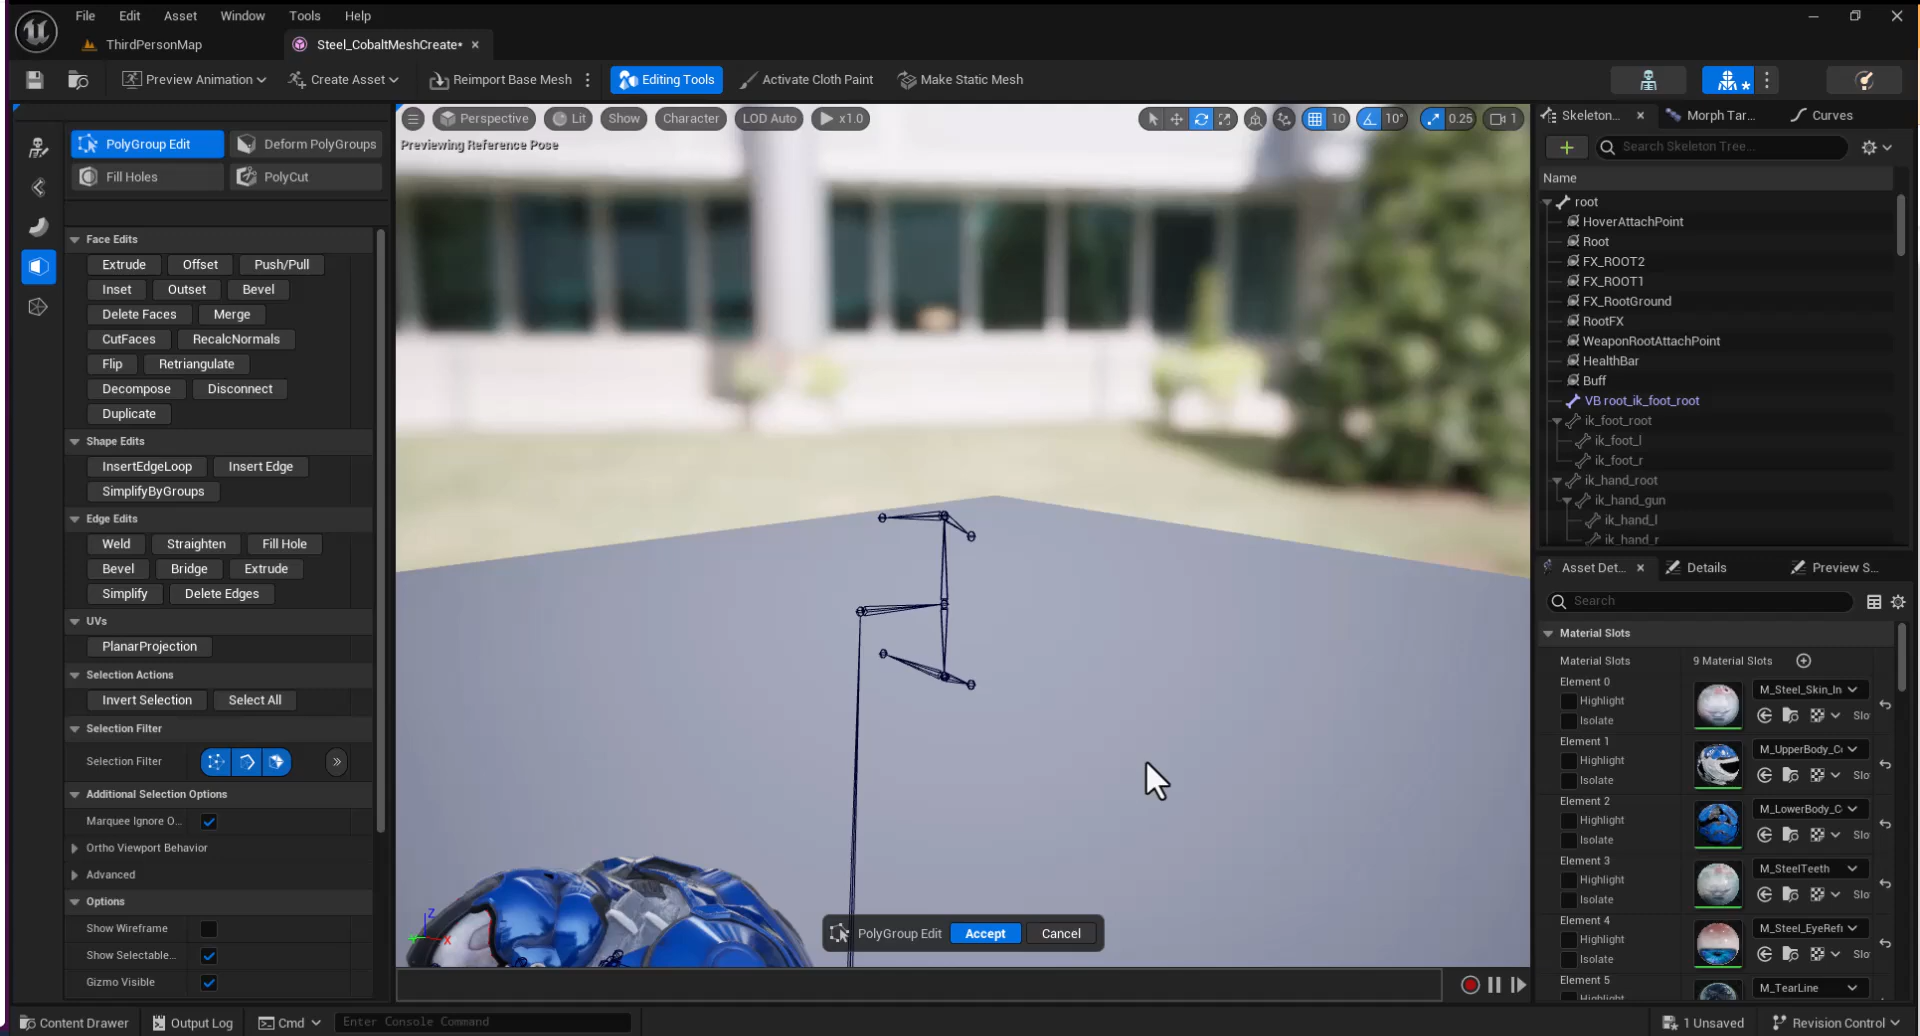 File Edit Asset Window Tools Help
ThirdPersonMap Steel_CobaltMeshCreate*
Preview Animation Create Asset Reimport Base Mesh Editing Tools Activate Cloth Paint Make Static Mesh
PolyGroup Edit Deform PolyGroups
Fill Holes PolyCut
Face Edits
Extrude Offset Push/Pull
Inset Outset Bevel
Delete Faces Merge
CutFaces RecalcNormals
Flip Retriangulate
Decompose Disconnect
Duplicate
Shape Edits
InsertEdgeLoop Insert Edge
SimplifyByGroups
Edge Edits
Weld Straighten Fill Hole
Bevel Bridge Extrude
Simplify Delete Edges
UVs
PlanarProjection
Selection Actions
Invert Selection Select All
Selection Filter
Selection Filter
Additional Selection Options
Marquee Ignore O...
Ortho Viewport Behavior
Advanced
Options
Show Wireframe
Show Selectable...
Gizmo Visible
Perspective Lit Show Character LOD Auto x1.0 10 10° 0.25 1
Previewing Reference Pose
Z
X
PolyGroup Edit Accept Cancel
Skeleton... Morph Tar... Curves
Search Skeleton Tree...
Name
root
HoverAttachPoint
Root
FX_ROOT2
FX_ROOT1
FX_RootGround
RootFX
WeaponRootAttachPoint
HealthBar
Buff
VB root_ik_foot_root
ik_foot_root
ik_foot_l
ik_foot_r
ik_hand_root
ik_hand_gun
ik_hand_l
ik_hand_r
Asset Det... Details Preview S...
Search
Material Slots
Material Slots 9 Material Slots
Element 0 M_Steel_Skin_In
Highlight
Isolate Slo
Element 1 M_UpperBody_C
Highlight
Isolate Slo
Element 2 M_LowerBody_C
Highlight
Isolate Slo
Element 3 M_SteelTeeth
Highlight
Isolate Slo
Element 4 M_Steel_EyeRef
Highlight
Isolate Slo
Element 5 M_TearLine
Highlight
Content Drawer Output Log Cmd Enter Console Command 1 Unsaved Revision Control